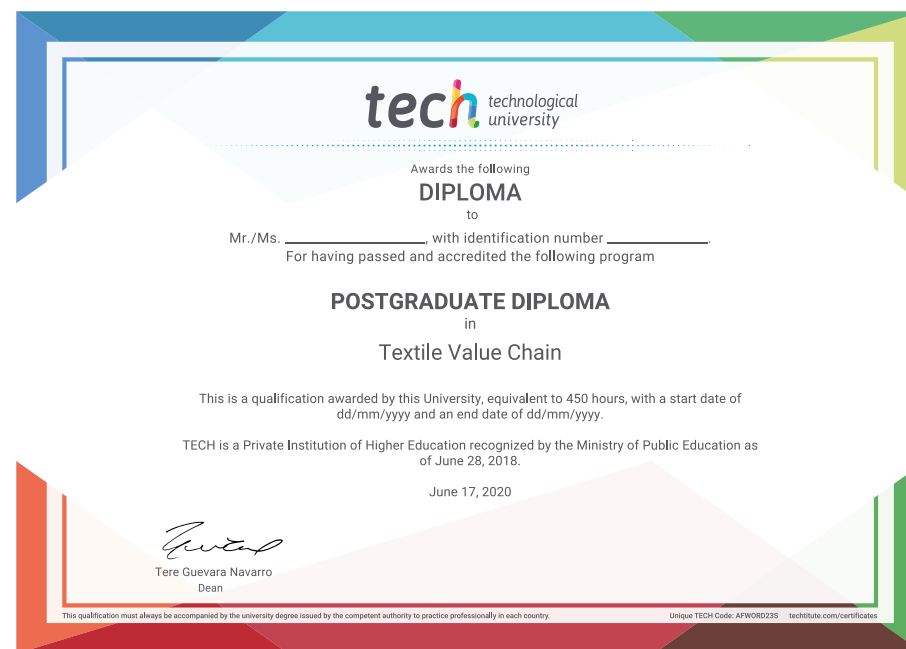 tech technological
university
Awards the following
DIPLOMA
to
Mr./Ms. ____________________, with identification number ______________.
For having passed and accredited the following program
POSTGRADUATE DIPLOMA
in
Textile Value Chain
This is a qualification awarded by this University, equivalent to 450 hours, with a start date of
dd/mm/yyyy and an end date of dd/mm/yyyy.
TECH is a Private Institution of Higher Education recognized by the Ministry of Public Education as
of June 28, 2018.
June 17, 2020
Tere Guevara Navarro
Dean
This qualification must always be accompanied by the university degree issued by the competent authority to practice professionally in each country. Unique TECH Code: AFWORD23S techtitute.com/certificates